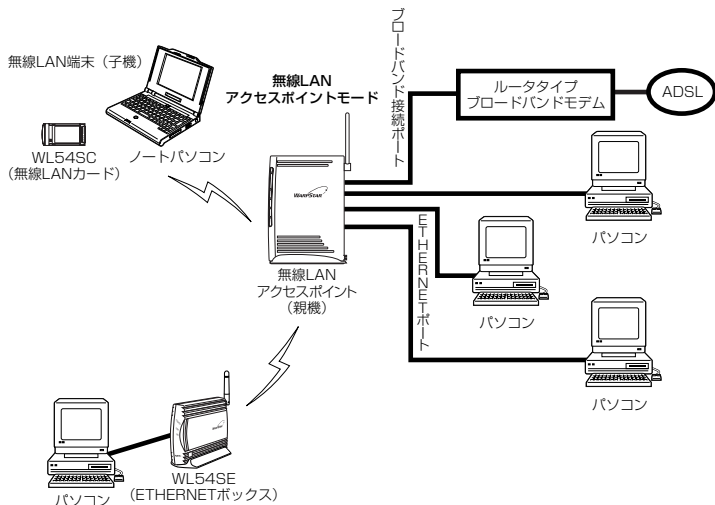 無線LAN端末（子機）
WL54SC
（無線LANカード）
ノートパソコン
無線LAN
アクセスポイントモード
ブロードバンド接続ポート
ルータタイプ
ブロードバンドモデム
ADSL
WARPSTAR
無線LAN
アクセスポイント
（親機）
ETHERNETポート
パソコン
パソコン
パソコン
パソコン
WL54SE
（ETHERNETボックス）